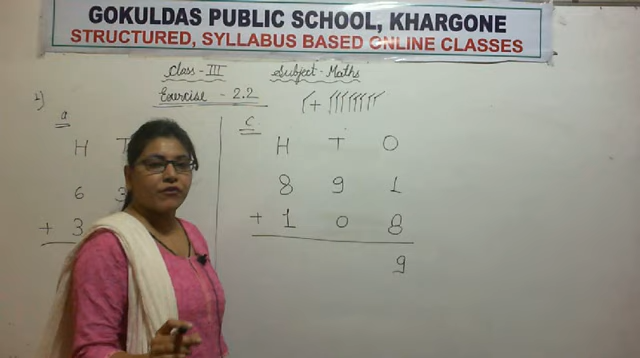 GOKULDAS PUBLIC SCHOOL, KHARGONE
STRUCTURED, SYLLABUS BASED ONLINE CLASSES
Class - III Subject - Maths
Exercise - 2.2
a
H T
6 3
+ 3
c
H T O
8 9 1
+ 1 0 8
9